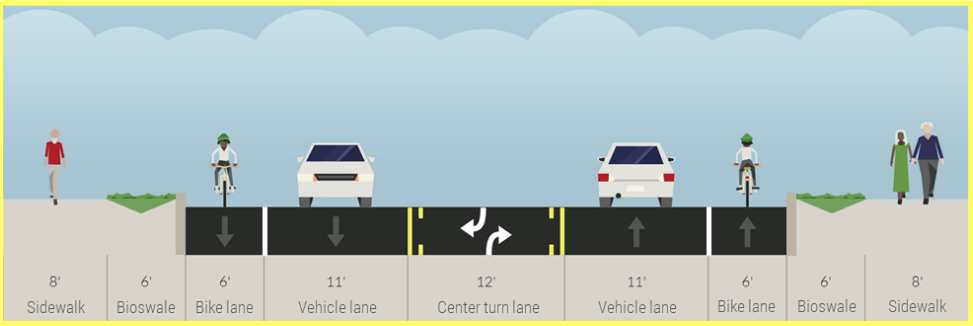 8' 6' 6' 11' 12' 11' 6' 6' 8'
Sidewalk Bioswale Bike lane Vehicle lane Center turn lane Vehicle lane Bike lane Bioswale Sidewalk